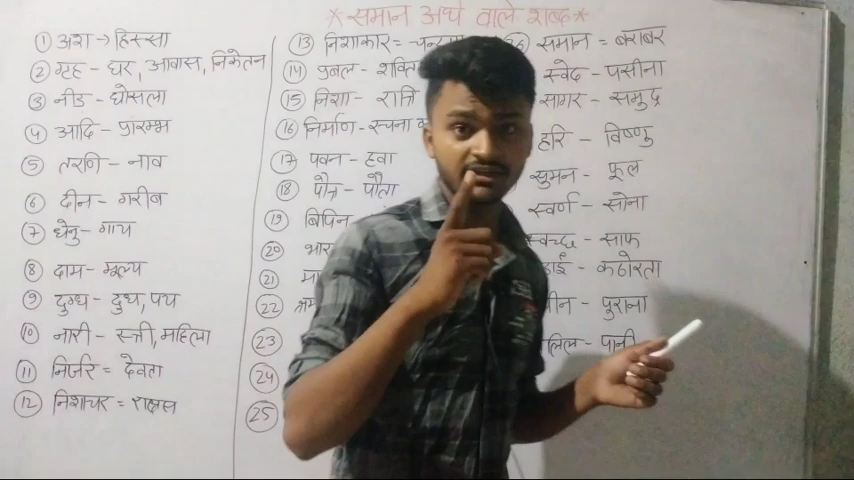 *समान अर्थ वाले शब्द*
① अंश → हिस्सा
② गृह - घर, आवास, निकेतन
③ नीड - घोसला
④ आदि - प्रारम्भ
⑤ तरणि - नाव
⑥ दीन - गरीब
⑦ धेनु - गाय
⑧ दाम - मूल्य
⑨ दुग्ध - दुध, पय
⑩ नारी - स्त्री, महिला
⑪ निर्जर = देवता
⑫ निशाचर = राक्षस
⑬ निशाकार =
⑭ प्रबल -
⑮ निशा - रात्रि
⑯ निर्माण - रचना
⑰ पवन - हवा
⑱ पौत्र - पौता
⑲ बिपिन
⑳
㉑
㉒
㉓
㉔
㉕
समान = बराबर
स्वेद - पसीना
सागर - समुद्र
हरि - विष्णु
सुमन - फूल
स्वर्ण - सोना
स्वच्छ - साफ
- कठोरता
- पुराना
- पानी